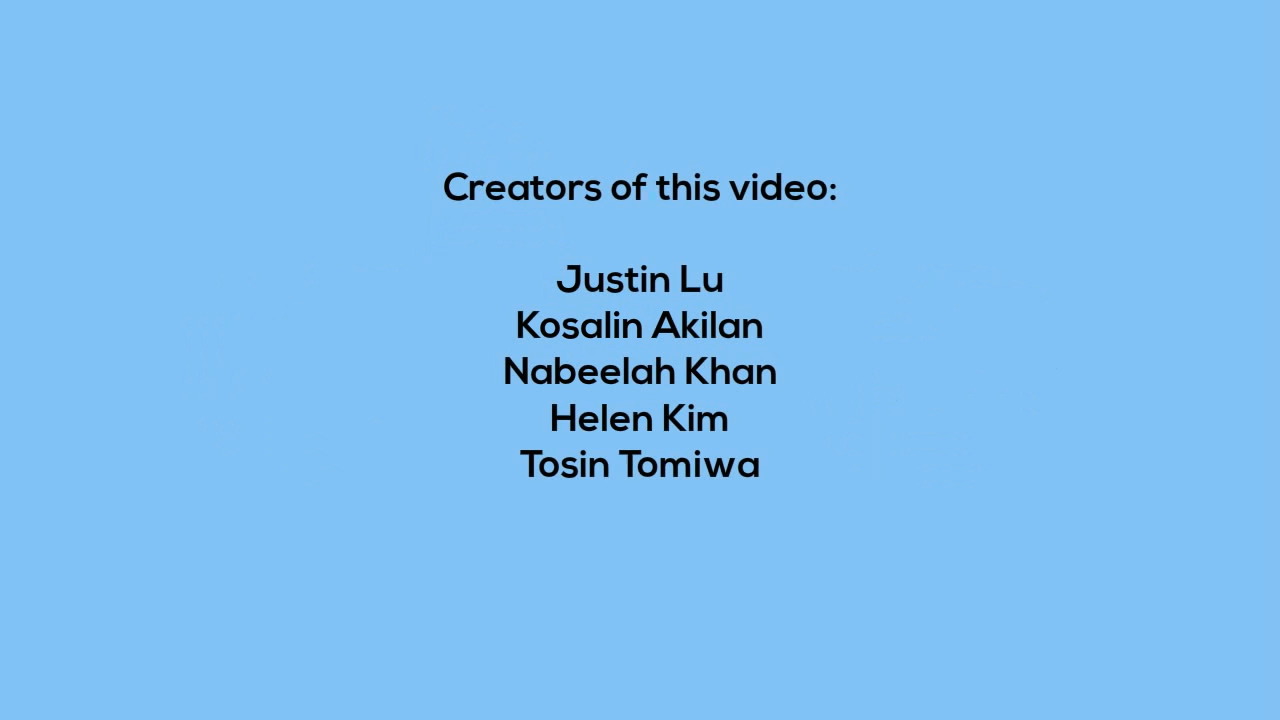 Creators of this video:
Justin Lu
Kosalin Akilan
Nabeelah Khan
Helen Kim
Tosin Tomiwa